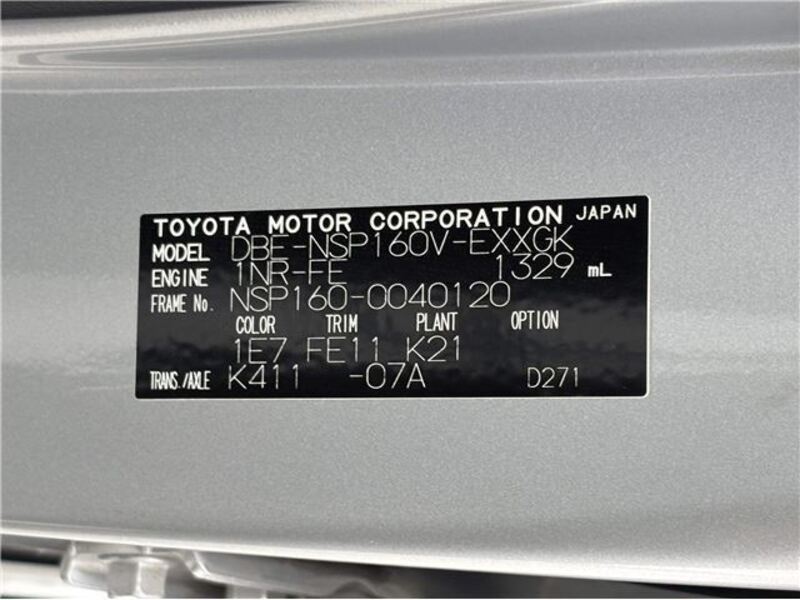 TOYOTA MOTOR CORPORATION JAPAN
MODEL DBE-NSP160V-EXXGK
ENGINE 1NR-FE 1329 mL
FRAME No. NSP160-0040120
COLOR TRIM PLANT OPTION
1E7 FE11 K21
TRANS./AXLE K411 -07A D271